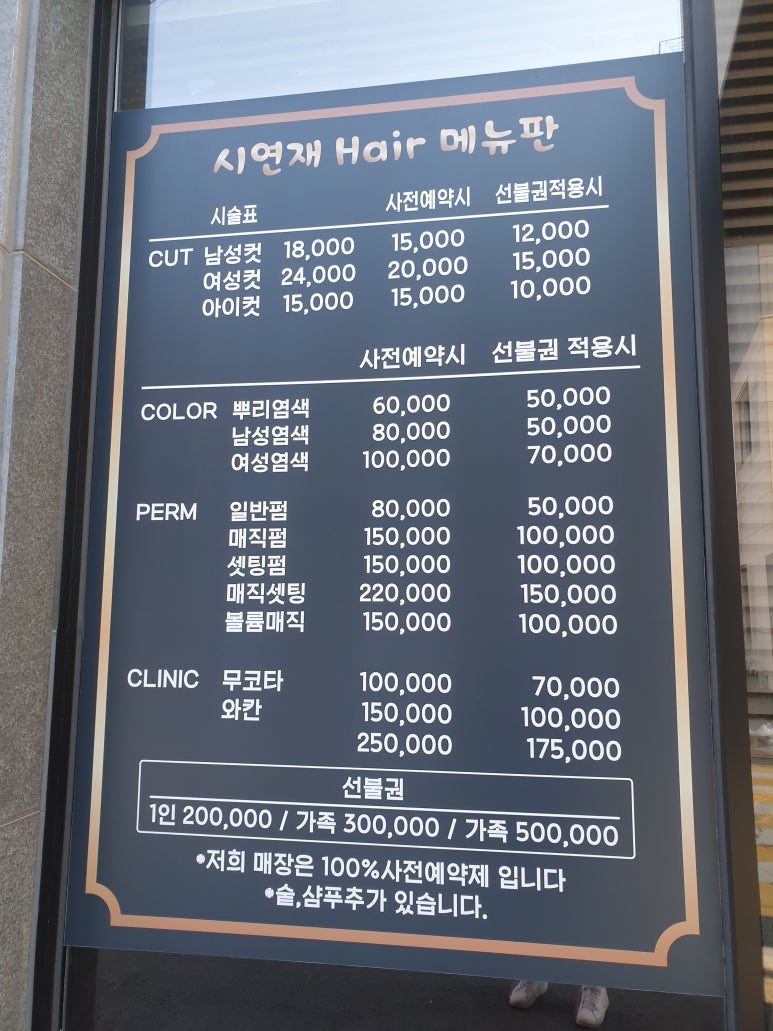 시연재 Hair 메뉴판
시술표 사전예약시 선불권적용시
CUT 남성컷 18,000 15,000 12,000
여성컷 24,000 20,000 15,000
아이컷 15,000 15,000 10,000
사전예약시 선불권 적용시
COLOR 뿌리염색 60,000 50,000
남성염색 80,000 50,000
여성염색 100,000 70,000
PERM 일반펌 80,000 50,000
매직펌 150,000 100,000
셋팅펌 150,000 100,000
매직셋팅 220,000 150,000
볼륨매직 150,000 100,000
CLINIC 무코타 100,000 70,000
와칸 150,000 100,000
250,000 175,000
선불권
1인 200,000 / 가족 300,000 / 가족 500,000
*저희 매장은 100%사전예약제 입니다
*숱,샴푸추가 있습니다.